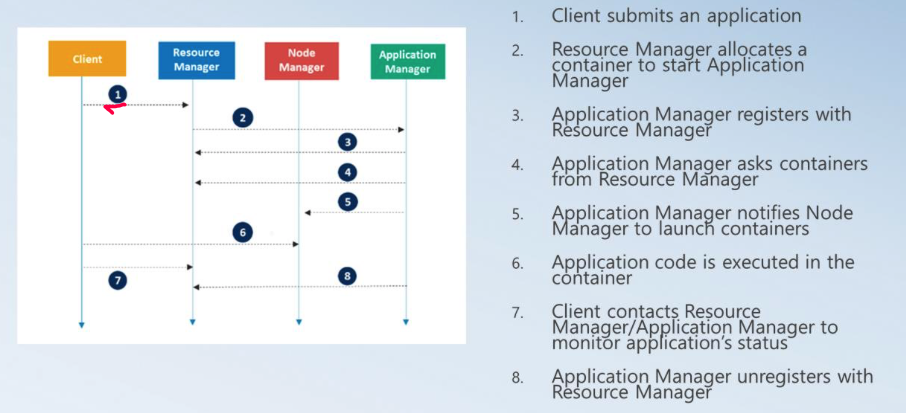 Client
Resource
Manager
Node
Manager
Application
Manager
1
2
3
4
5
6
7
8
1. Client submits an application
2. Resource Manager allocates a
container to start Application
Manager
3. Application Manager registers with
Resource Manager
4. Application Manager asks containers
from Resource Manager
5. Application Manager notifies Node
Manager to launch containers
6. Application code is executed in the
container
7. Client contacts Resource
Manager/Application Manager to
monitor application's status
8. Application Manager unregisters with
Resource Manager